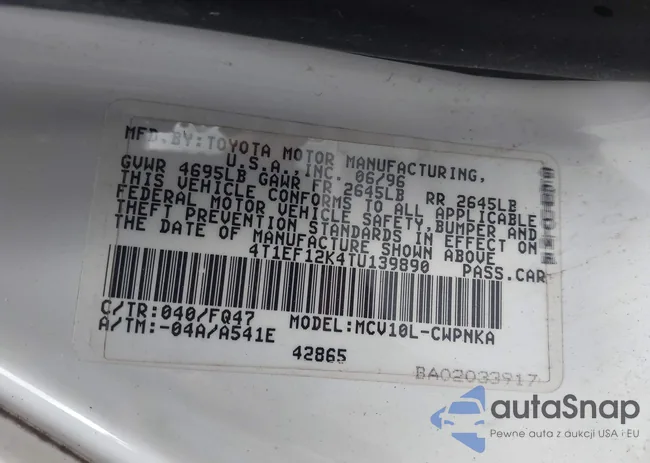 MFD.BY:TOYOTA MOTOR MANUFACTURING,
U.S.A.,INC. 06/96
GVWR 4695LB GAWR FR 2645LB RR 2645LB
THIS VEHICLE CONFORMS TO ALL APPLICABLE
FEDERAL MOTOR VEHICLE SAFETY,BUMPER AND
THEFT PREVENTION STANDARDS IN EFFECT ON
THE DATE OF MANUFACTURE SHOWN ABOVE
4T1EF12K4TU139890 PASS.CAR
C/TR:040/FQ47 MODEL:MCV10L-CWPNKA
A/TM:-04A/A541E
42865
BA02033917
autaSnap
Pewne auta z aukcji USA i EU